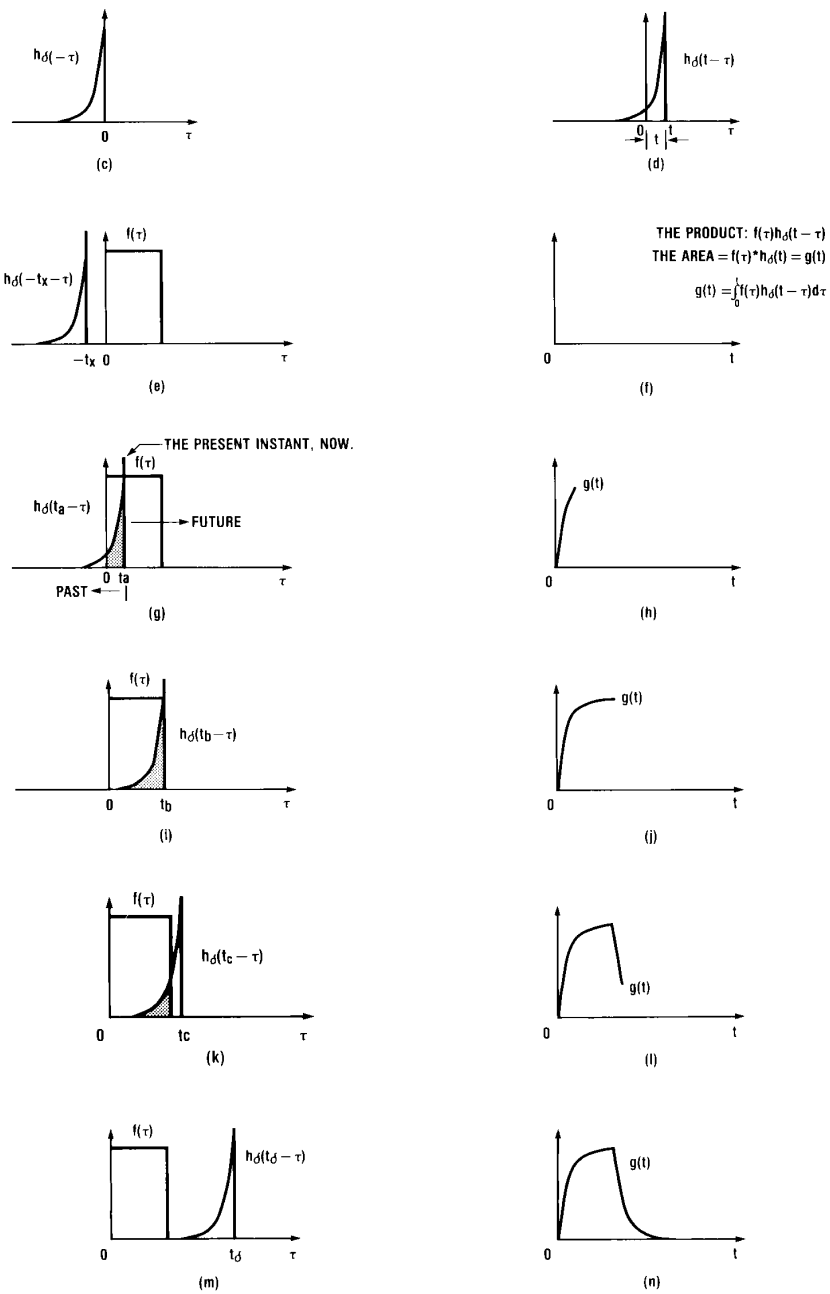 h𝛿(−τ)
0
τ
(c)
h𝛿(t−τ)
0
t
τ
t
(d)
f(τ)
h𝛿(−tx−τ)
−tx 0
τ
(e)
THE PRODUCT: f(τ)h𝛿(t−τ)
THE AREA = f(τ)*h𝛿(t) = g(t)
g(t) = ∫₀ᵗf(τ)h𝛿(t−τ)dτ
0
t
(f)
THE PRESENT INSTANT, NOW.
f(τ)
h𝛿(ta−τ)
FUTURE
0 ta
τ
PAST
(g)
g(t)
0
t
(h)
f(τ)
h𝛿(tb−τ)
0
tb
τ
(i)
g(t)
0
t
(j)
f(τ)
h𝛿(tc−τ)
0
tc
τ
(k)
g(t)
0
t
(l)
f(τ)
h𝛿(t𝛿−τ)
0
t𝛿
τ
(m)
g(t)
0
t
(n)